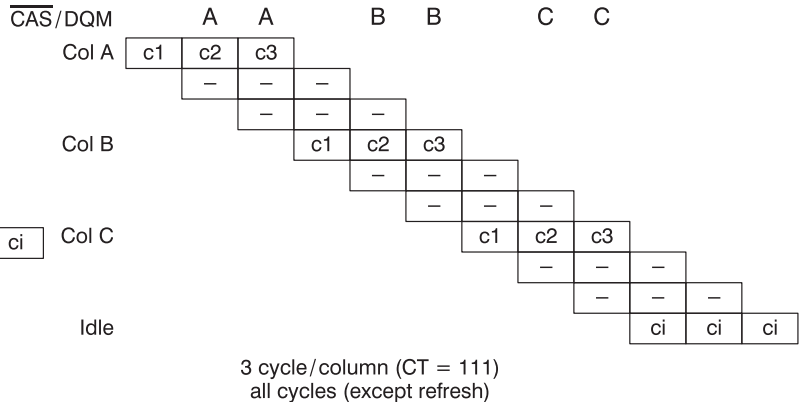 CAS/DQM A A B B C C
Col A c1 c2 c3
– – –
– – –
Col B c1 c2 c3
– – –
– – –
ci Col C c1 c2 c3
– – –
– – –
Idle ci ci ci
3 cycle/column (CT = 111)
all cycles (except refresh)